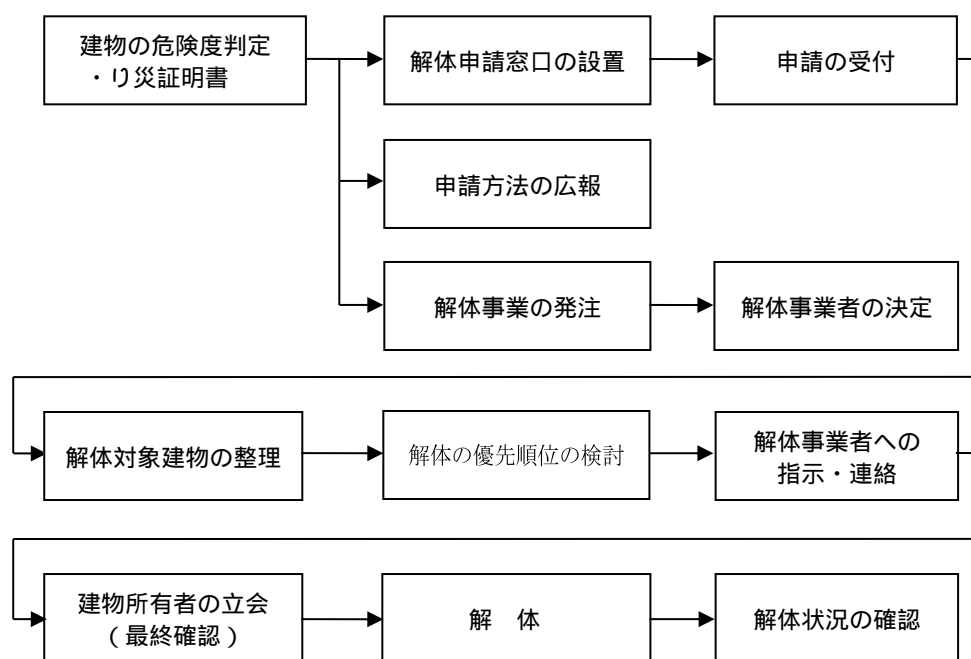 建物の危険度判定
・り災証明書
解体申請窓口の設置
申請の受付
申請方法の広報
解体事業の発注
解体事業者の決定
解体対象建物の整理
解体の優先順位の検討
解体事業者への
指示・連絡
建物所有者の立会
（最終確認）
解　体
解体状況の確認